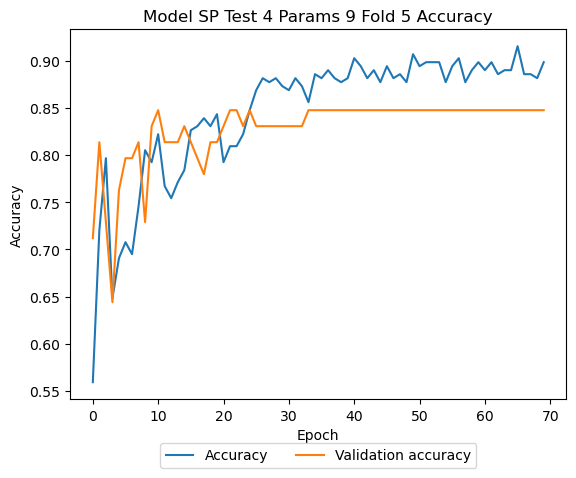 Model SP Test 4 Params 9 Fold 5 Accuracy
0.90
0.85
0.80
0.75
0.70
0.65
0.60
0.55
Accuracy
0 10 20 30 40 50 60 70
Epoch
Accuracy Validation accuracy